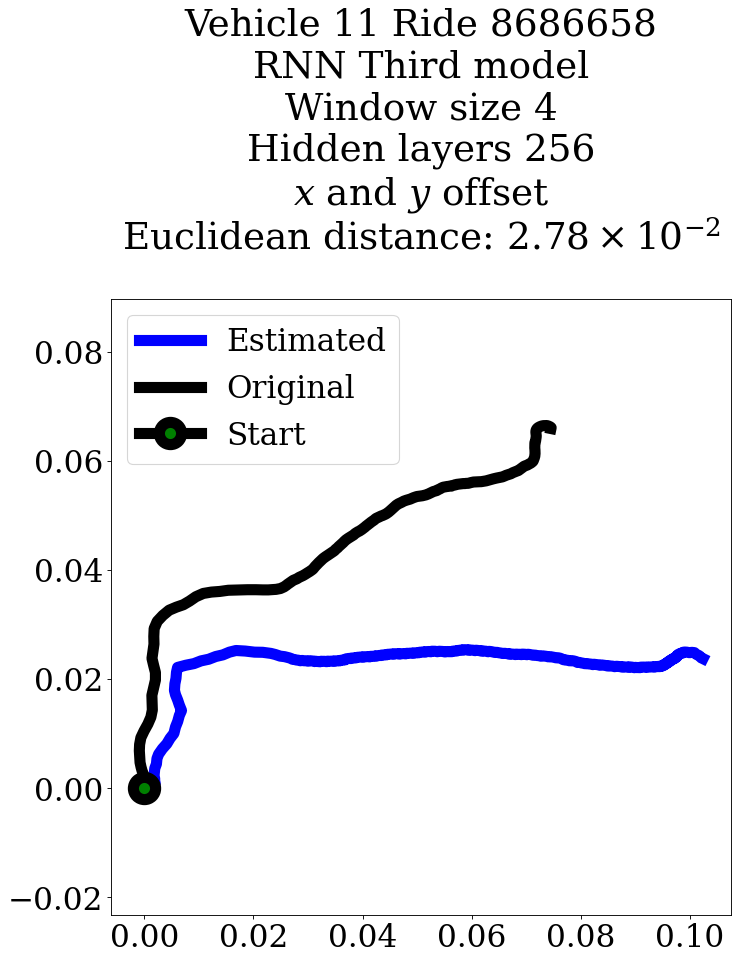 Vehicle 11 Ride 8686658
RNN Third model
Window size 4
Hidden layers 256
x and y offset
Euclidean distance: 2.78 × 10⁻²
Estimated
Original
Start
0.08
0.06
0.04
0.02
0.00
−0.02
0.00 0.02 0.04 0.06 0.08 0.10